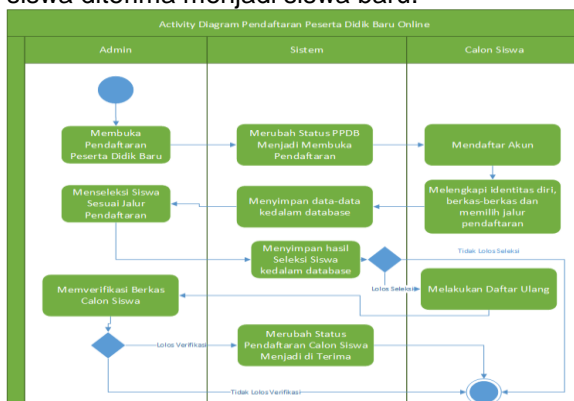 siswa diterima menjadi siswa baru.
Activity Diagram Pendaftaran Peserta Didik Baru Online
Admin
Sistem
Calon Siswa
Membuka
Pendaftaran
Peserta Didik Baru
Merubah Status PPDB
Menjadi Membuka
Pendaftaran
Mendaftar Akun
Menseleksi Siswa
Sesuai Jalur
Pendaftaran
Menyimpan data-data
kedalam database
Melengkapi identitas diri,
berkas-berkas dan
memilih jalur
pendaftaran
Menyimpan hasil
Seleksi Siswa
kedalam database
Tidak Lolos Seleksi
Lolos Seleksi
Memverifikasi Berkas
Calon Siswa
Melakukan Daftar Ulang
Lolos Verifikasi
Merubah Status
Pendaftaran Calon Siswa
Menjadi di Terima
Tidak Lolos Verifikasi